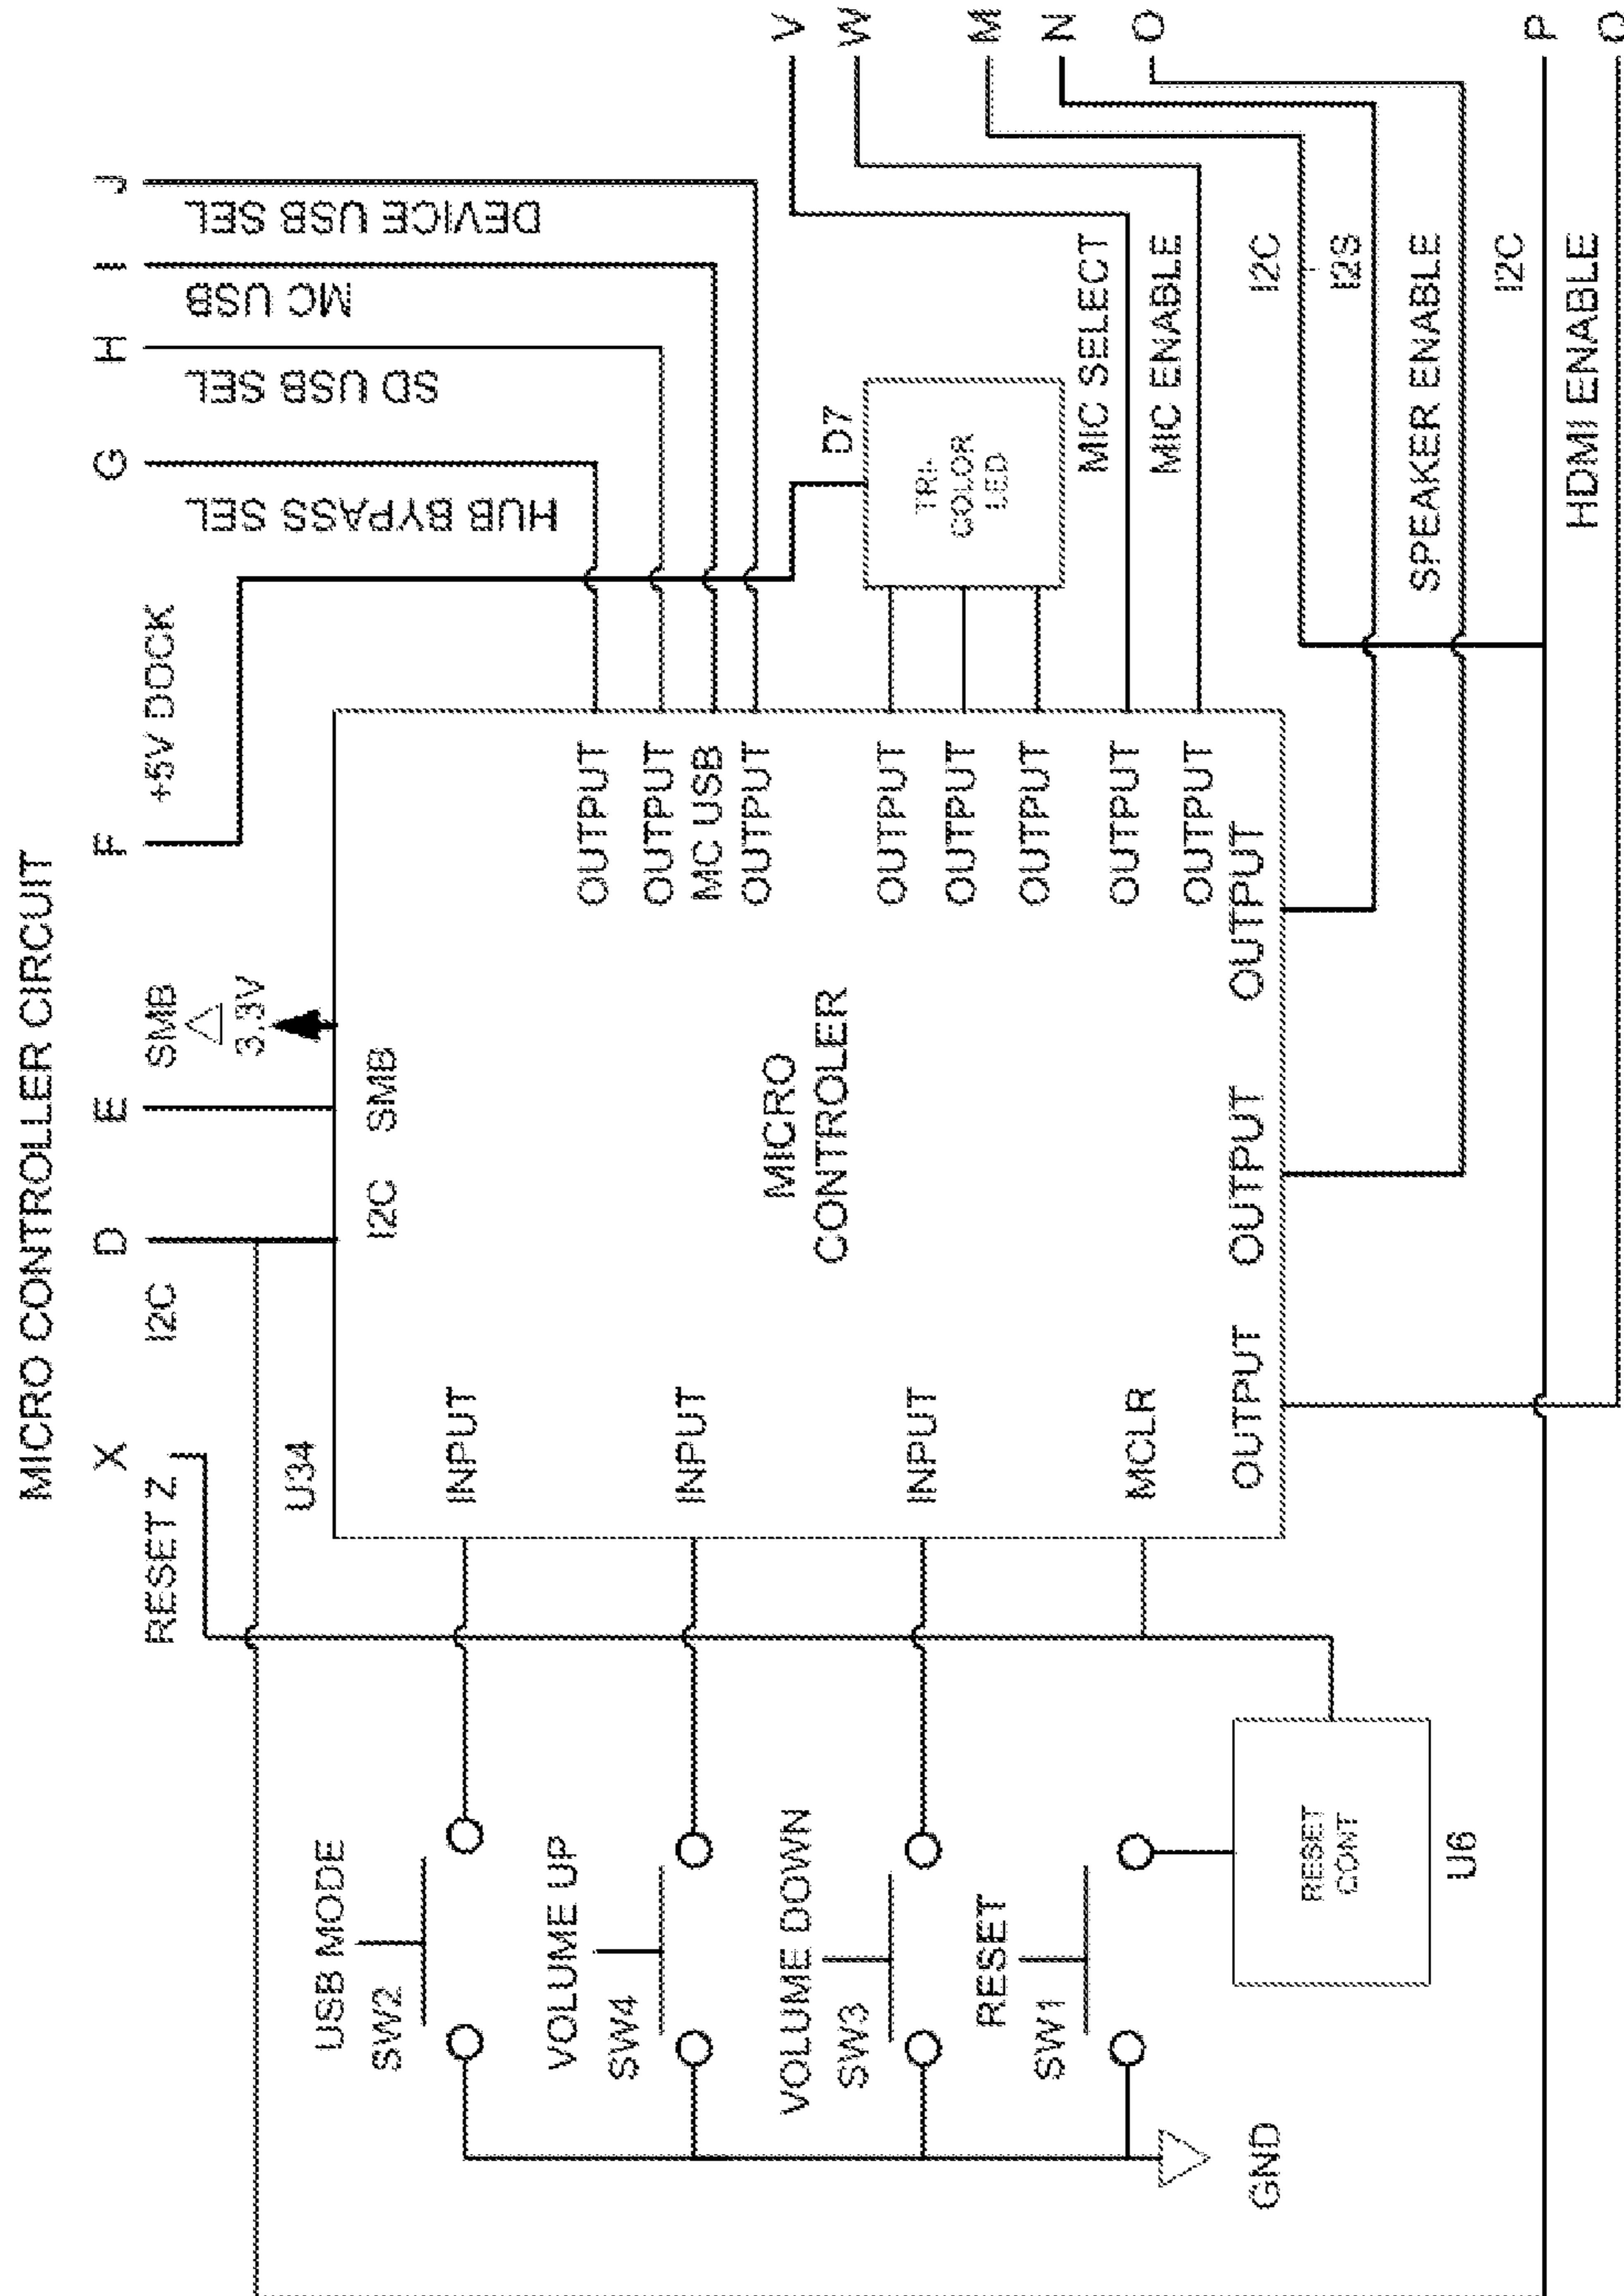 MICRO CONTROLLER CIRCUIT
X
D
E
F
G
H
I
J
RESET Z
I2C
SMB
3.3V
+5V DOCK
HUB BYPASS SEL
SD USB SEL
MC USB
DEVICE USB SEL
U34
I2C
SMB
USB MODE
SW2
INPUT
VOLUME UP
SW4
INPUT
VOLUME DOWN
SW3
INPUT
RESET
SW1
MCLR
GND
RESET
CONT
U6
MICRO
CONTROLER
OUTPUT
OUTPUT
MC USB
OUTPUT
OUTPUT
OUTPUT
OUTPUT
OUTPUT
OUTPUT
OUTPUT
OUTPUT
OUTPUT
D7
TRI-
COLOR
LED
MIC SELECT
V
MIC ENABLE
W
I2C
M
I2S
N
SPEAKER ENABLE
O
I2C
P
HDMI ENABLE